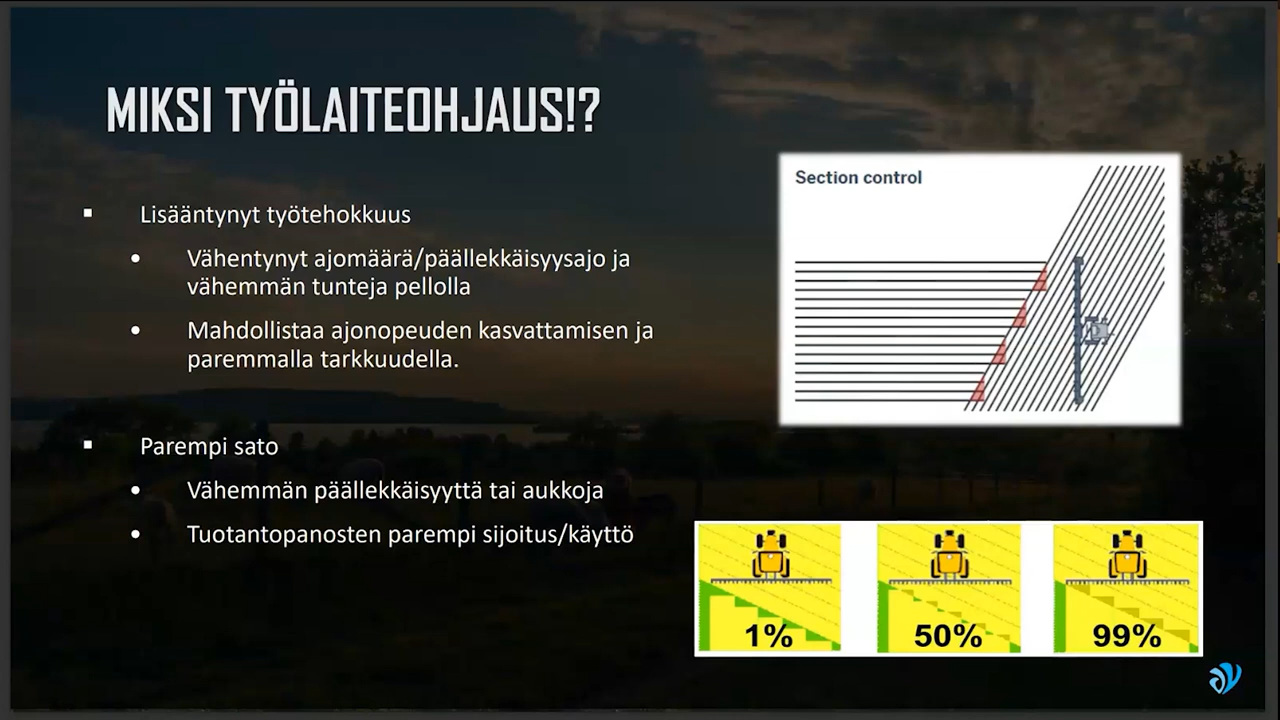 MIKSI TYÖLAITEOHJAUS!?
Lisääntynyt työtehokkuus
Vähentynyt ajomäärä/päällekkäisyysajo ja
vähemmän tunteja pellolla
Mahdollistaa ajonopeuden kasvattamisen ja
paremmalla tarkkuudella.
Parempi sato
Vähemmän päällekkäisyyttä tai aukkoja
Tuotantopanosten parempi sijoitus/käyttö
Section control
1%
50%
99%